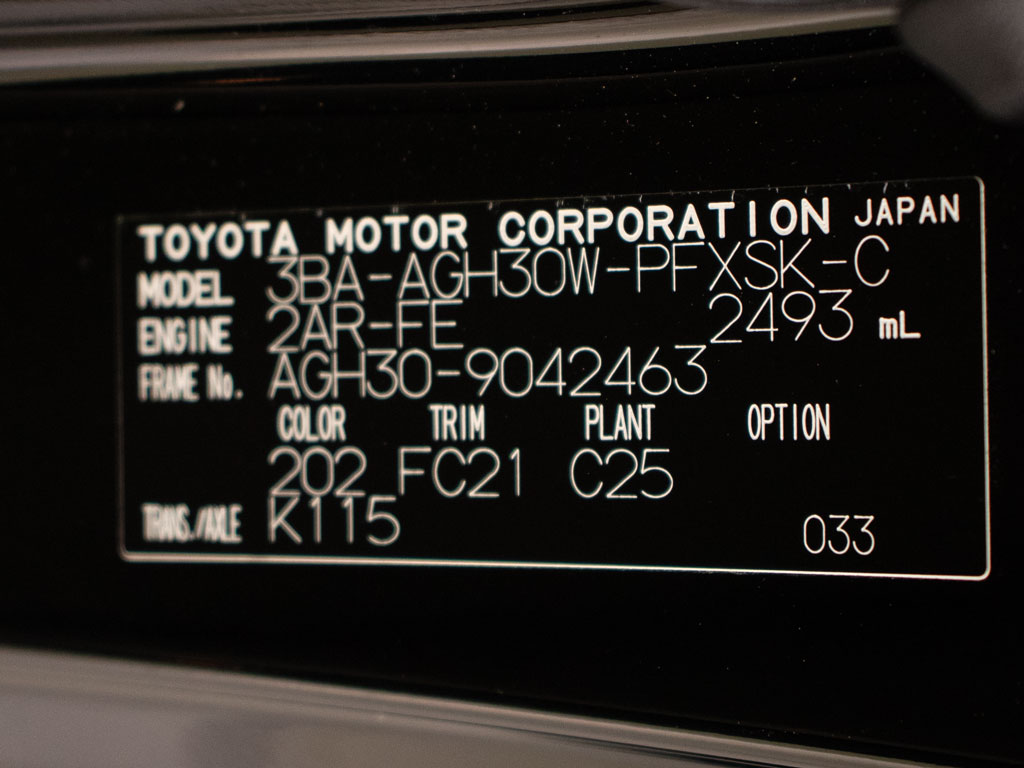 TOYOTA MOTOR CORPORATION JAPAN
MODEL 3BA-AGH30W-PFXSK-C
ENGINE 2AR-FE 2493 mL
FRAME No. AGH30-9042463
COLOR TRIM PLANT OPTION
202 FC21 C25
TRANS./AXLE K115 033